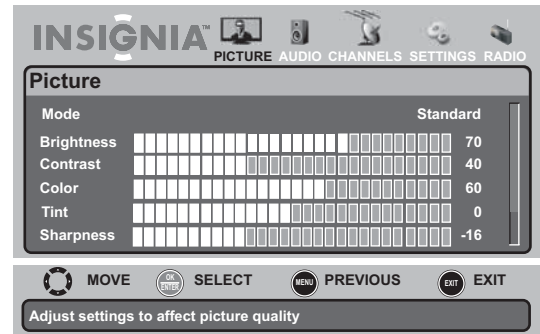 INSIGNIA™
PICTURE AUDIO CHANNELS SETTINGS RADIO
Picture
Mode Standard
Brightness 70
Contrast 40
Color 60
Tint 0
Sharpness -16
MOVE OK ENTER SELECT MENU PREVIOUS EXIT EXIT
Adjust settings to affect picture quality